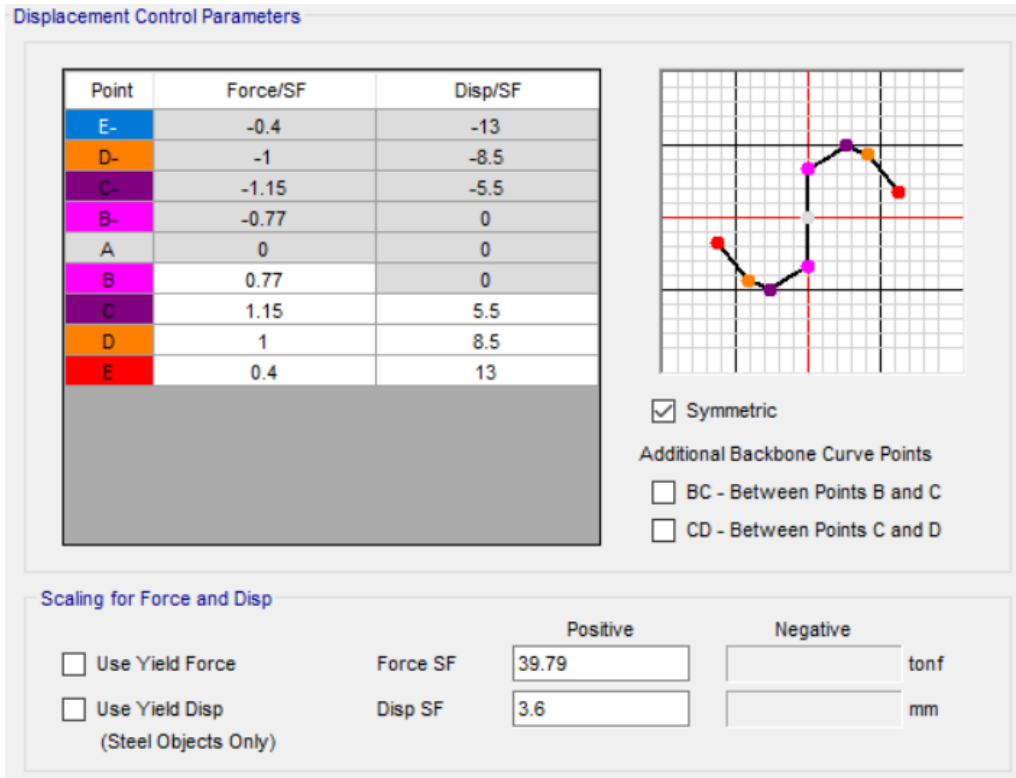 Displacement Control Parameters
Point Force/SF Disp/SF
E- -0.4 -13
D- -1 -8.5
C- -1.15 -5.5
B- -0.77 0
A 0 0
B 0.77 0
C 1.15 5.5
D 1 8.5
E 0.4 13
Symmetric
Additional Backbone Curve Points
BC - Between Points B and C
CD - Between Points C and D
Scaling for Force and Disp
Positive Negative
Use Yield Force Force SF 39.79 tonf
Use Yield Disp Disp SF 3.6 mm
(Steel Objects Only)